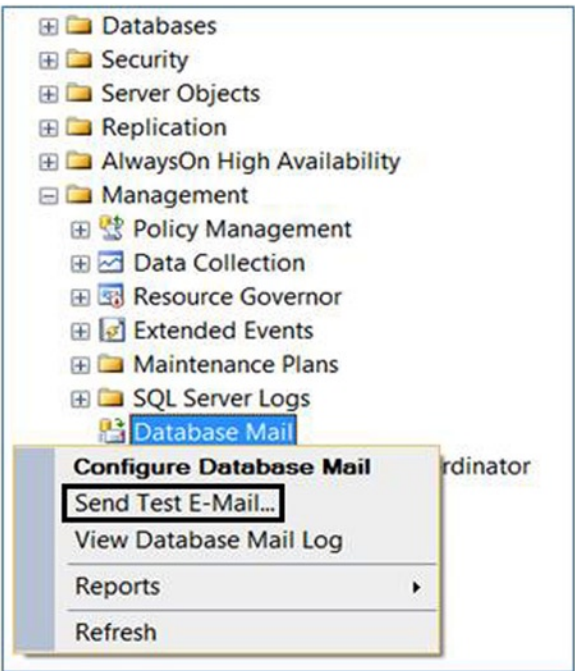 Databases
Security
Server Objects
Replication
AlwaysOn High Availability
Management
Policy Management
Data Collection
Resource Governor
Extended Events
Maintenance Plans
SQL Server Logs
Database Mail
Configure Database Mail rdinator
Send Test E-Mail...
View Database Mail Log
Reports
Refresh